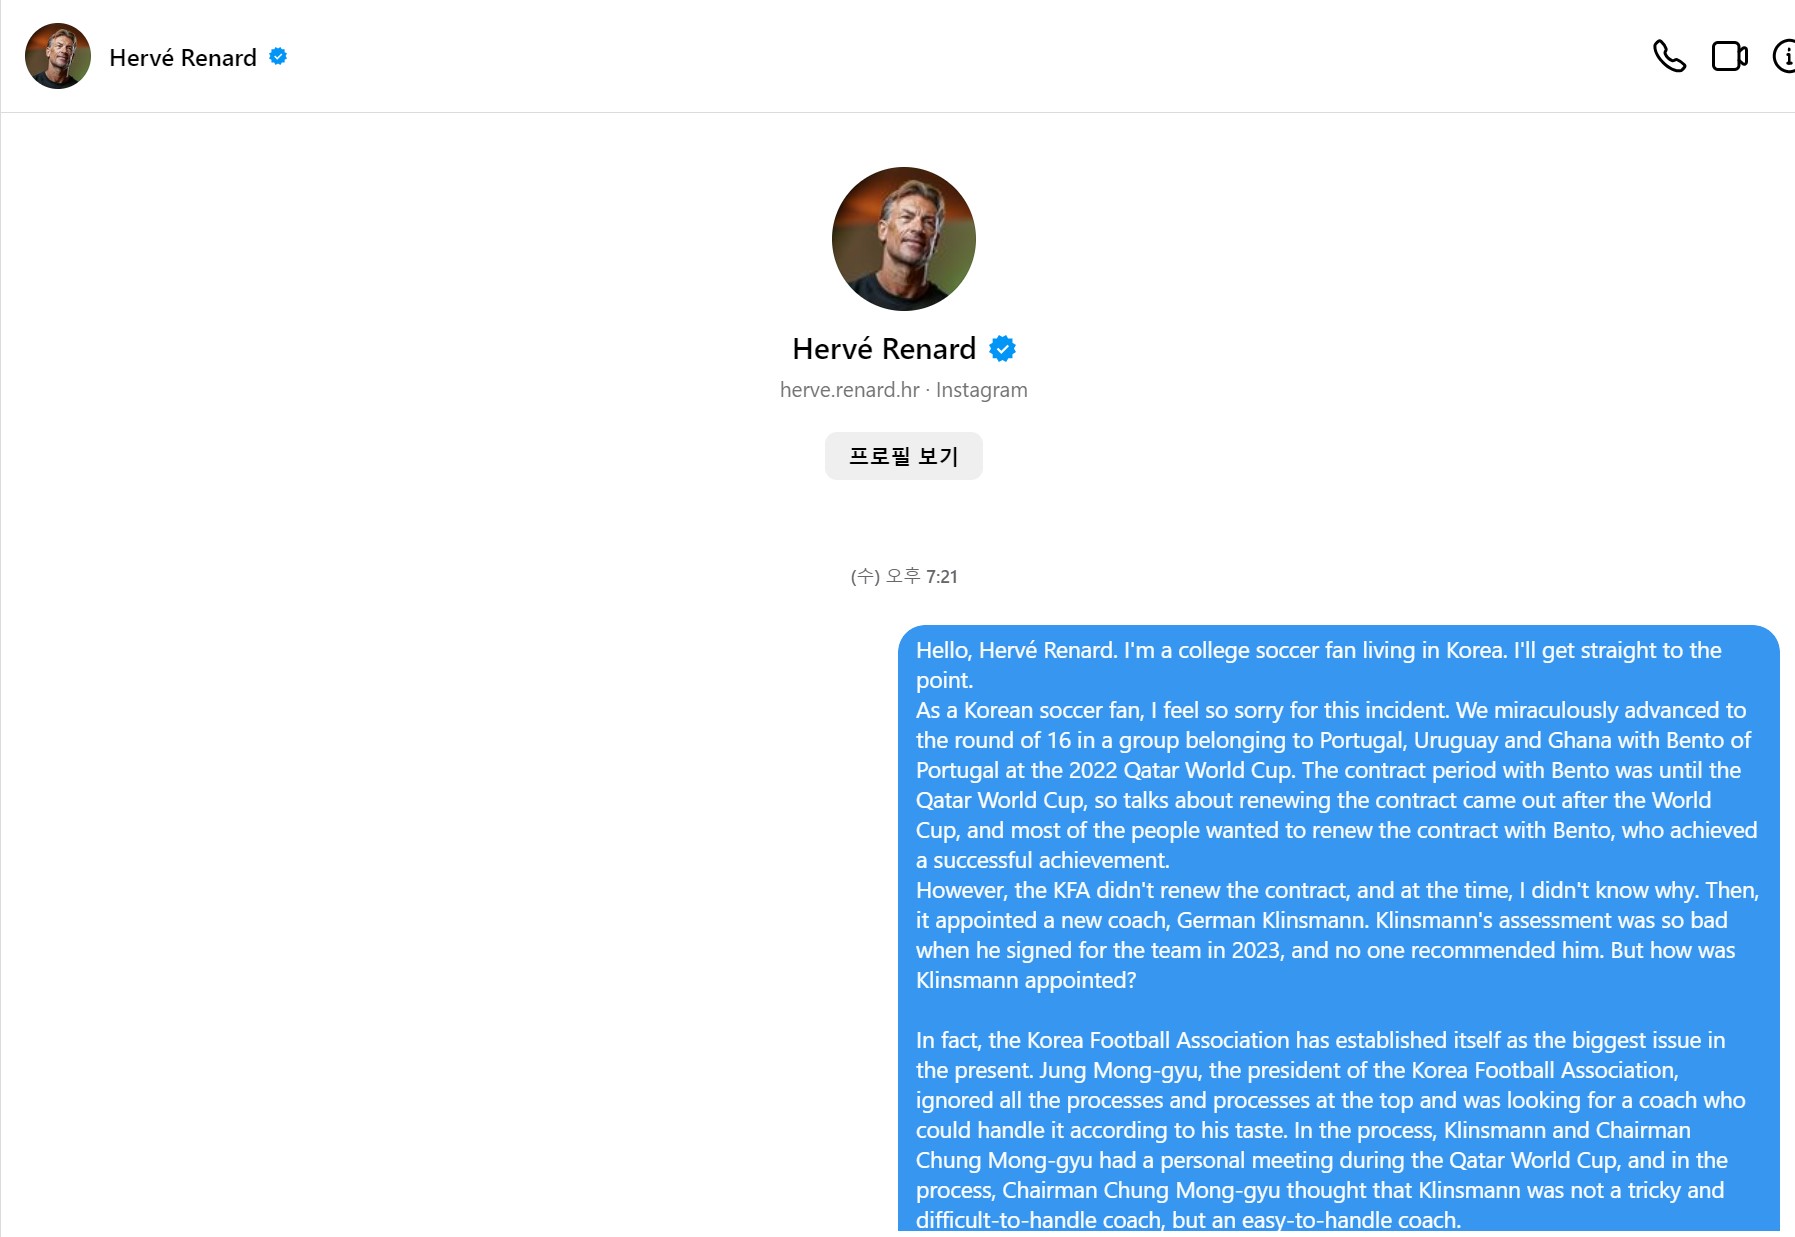 Hervé Renard
Hervé Renard
herve.renard.hr · Instagram
프로필 보기
(수) 오후 7:21
Hello, Hervé Renard. I'm a college soccer fan living in Korea. I'll get straight to the
point.
As a Korean soccer fan, I feel so sorry for this incident. We miraculously advanced to
the round of 16 in a group belonging to Portugal, Uruguay and Ghana with Bento of
Portugal at the 2022 Qatar World Cup. The contract period with Bento was until the
Qatar World Cup, so talks about renewing the contract came out after the World
Cup, and most of the people wanted to renew the contract with Bento, who achieved
a successful achievement.
However, the KFA didn't renew the contract, and at the time, I didn't know why. Then,
it appointed a new coach, German Klinsmann. Klinsmann's assessment was so bad
when he signed for the team in 2023, and no one recommended him. But how was
Klinsmann appointed?
In fact, the Korea Football Association has established itself as the biggest issue in
the present. Jung Mong-gyu, the president of the Korea Football Association,
ignored all the processes and processes at the top and was looking for a coach who
could handle it according to his taste. In the process, Klinsmann and Chairman
Chung Mong-gyu had a personal meeting during the Qatar World Cup, and in the
process, Chairman Chung Mong-gyu thought that Klinsmann was not a tricky and
difficult-to-handle coach, but an easy-to-handle coach.